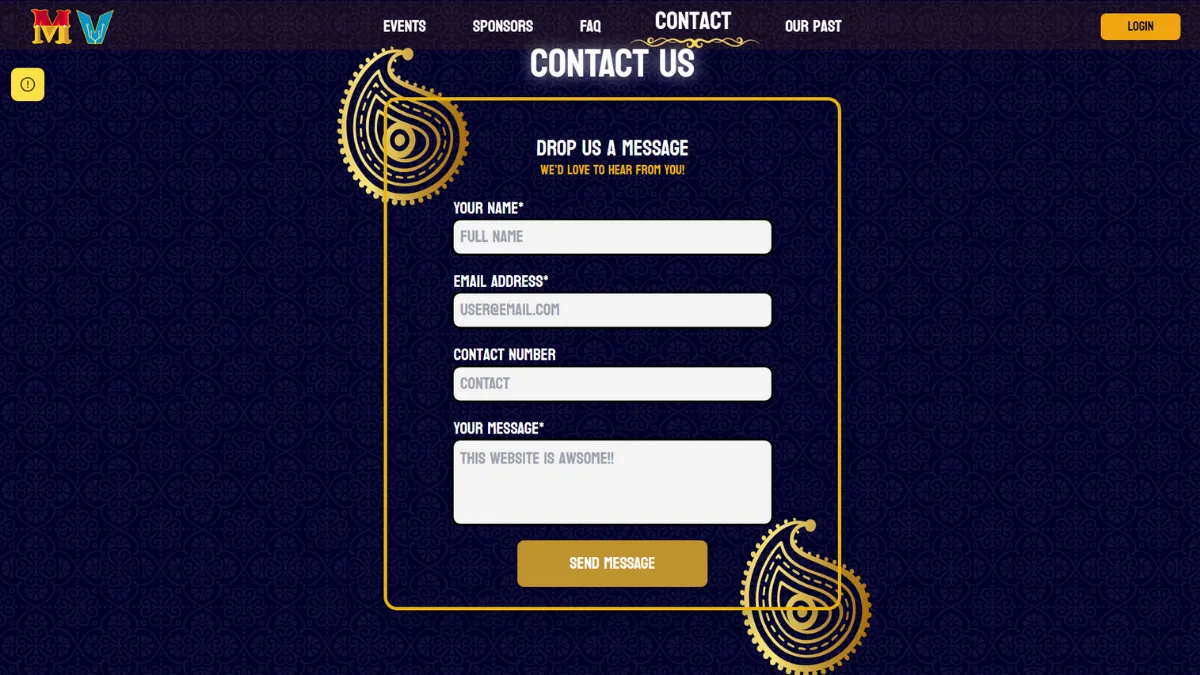 MV
EVENTS
SPONSORS
FAQ
CONTACT
OUR PAST
LOGIN
CONTACT US
DROP US A MESSAGE
WE'D LOVE TO HEAR FROM YOU!
YOUR NAME*
FULL NAME
EMAIL ADDRESS*
USER@EMAIL.COM
CONTACT NUMBER
CONTACT
YOUR MESSAGE*
THIS WEBSITE IS AWSOME!!
SEND MESSAGE